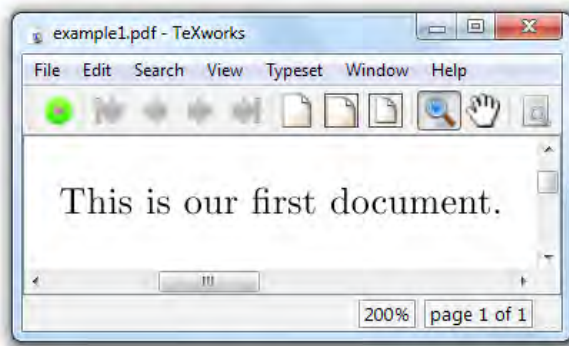 example1.pdf - TeXworks
File Edit Search View Typeset Window Help
This is our first document.
200% page 1 of 1